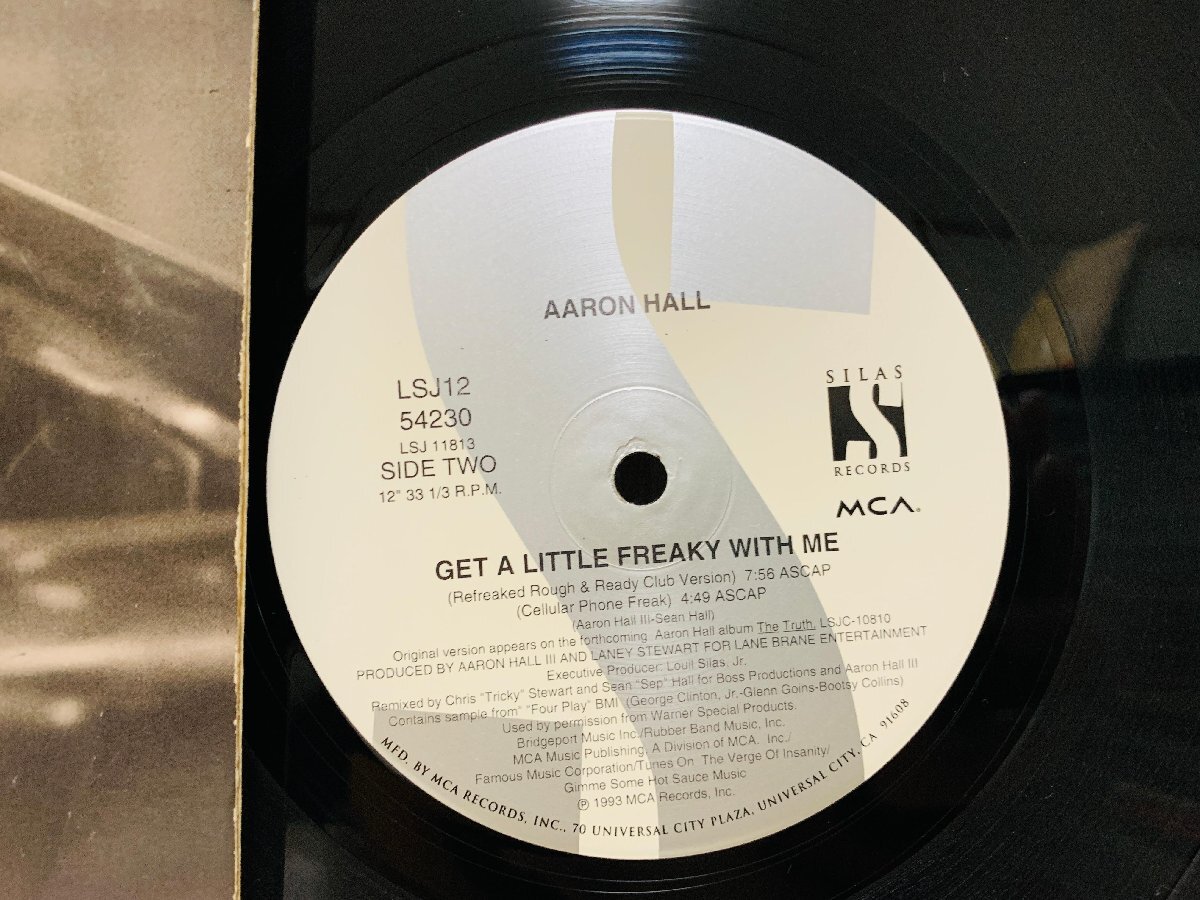 AARON HALL
LSJ12
54230
LSJ 11813
SIDE TWO
12" 33 1/3 R.P.M.
SILAS
S
RECORDS
MCA®
GET A LITTLE FREAKY WITH ME
(Refreaked Rough & Ready Club Version) 7:56 ASCAP
(Cellular Phone Freak) 4:49 ASCAP
(Aaron Hall III-Sean Hall)
Original version appears on the forthcoming Aaron Hall album The Truth, LSJC-10810
PRODUCED BY AARON HALL III AND LANEY STEWART FOR LANE BRANE ENTERTAINMENT
Executive Producer: Louil Silas, Jr.
Remixed by Chris "Tricky" Stewart and Sean "Sep" Hall for Boss Productions and Aaron Hall III
Contains sample from" "Four Play" BMI (George Clinton, Jr.-Glenn Goins-Bootsy Collins)
Used by permission from Warner Special Products.
Bridgeport Music Inc./Rubber Band Music, Inc.
MCA Music Publishing, A Division of MCA, Inc./
Famous Music Corporation/Tunes On The Verge Of Insanity/
Gimme Some Hot Sauce Music
℗ 1993 MCA Records, Inc.
MFD. BY MCA RECORDS, INC., 70 UNIVERSAL CITY PLAZA, UNIVERSAL CITY, CA 91608